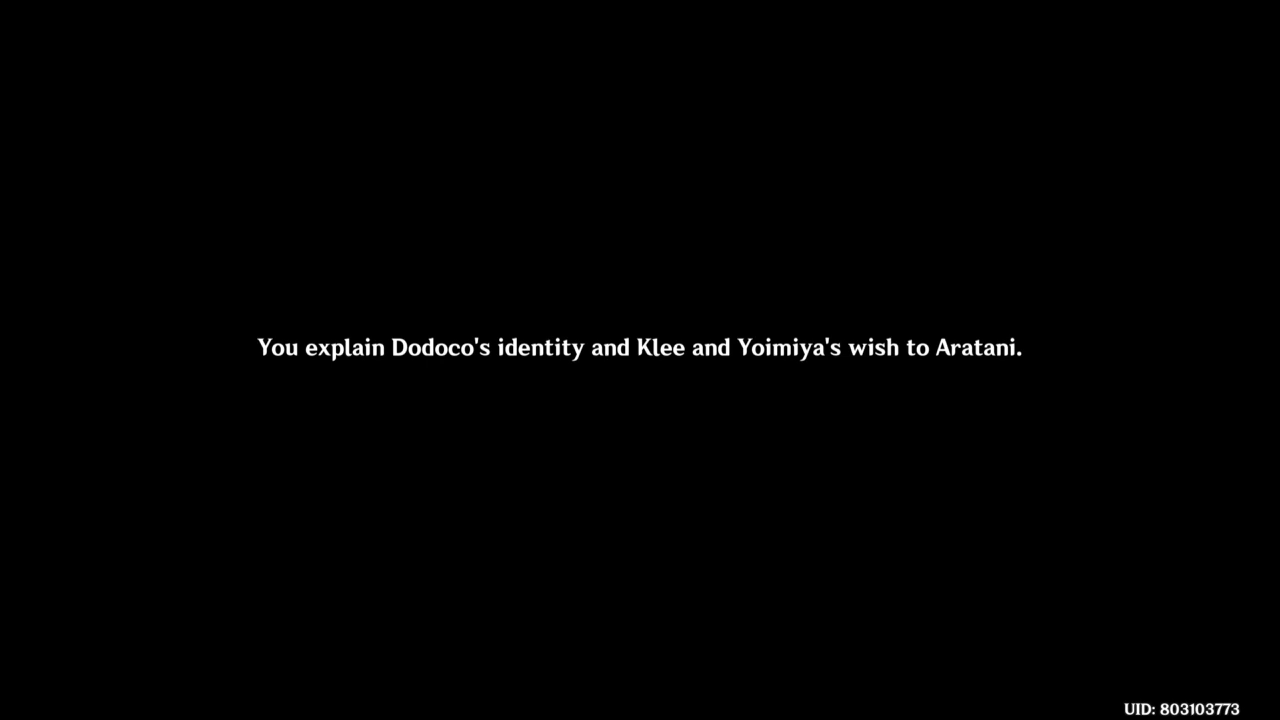 You explain Dodoco's identity and Klee and Yoimiya's wish to Aratani.
UID: 803103773